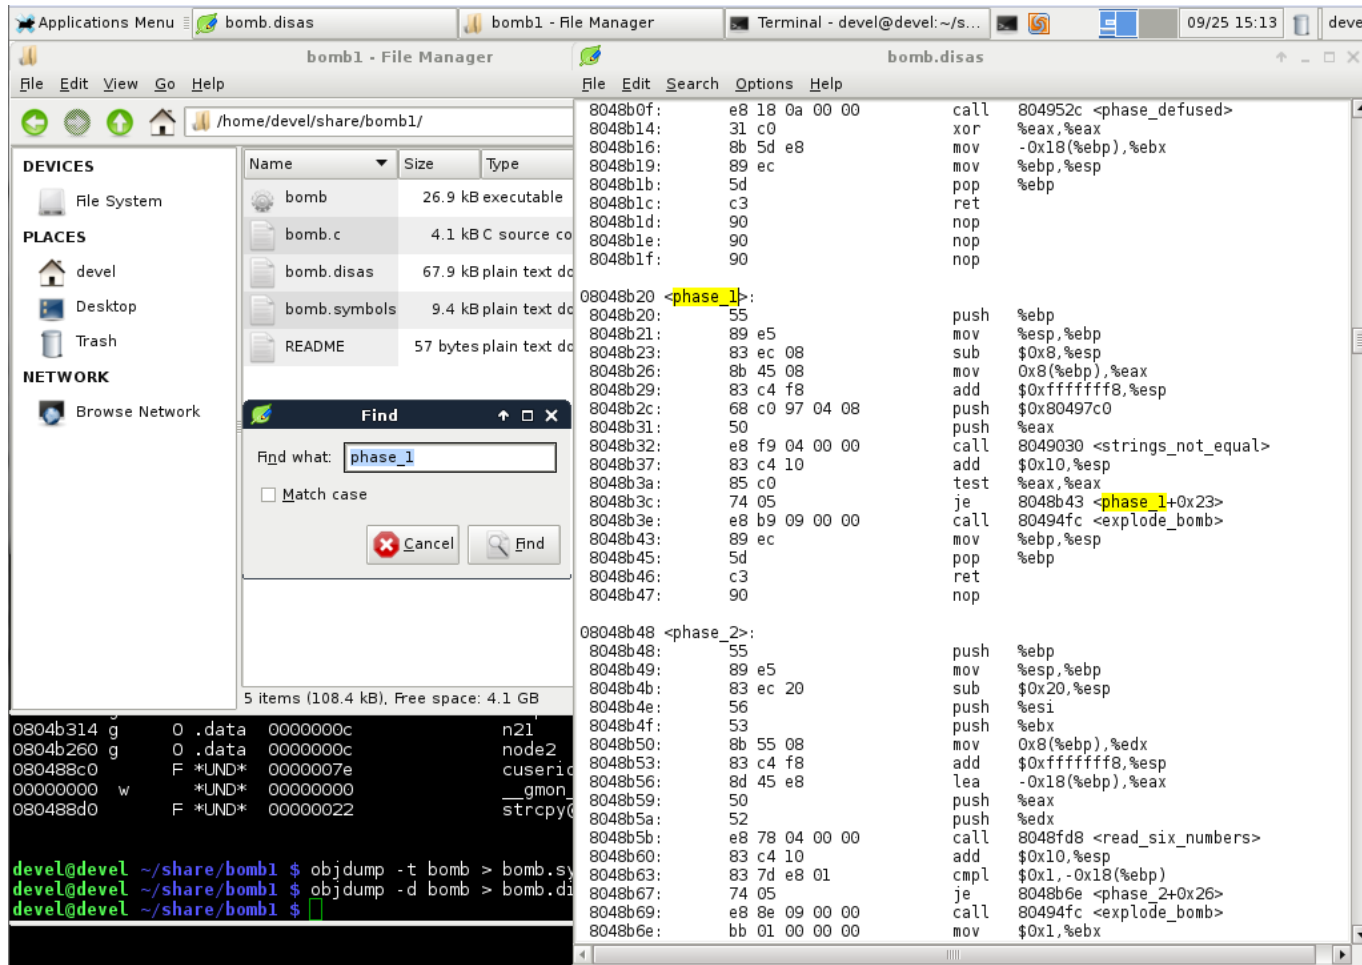 Applications Menu bomb.disas bomb1 - File Manager Terminal - devel@devel:~/s... 09/25 15:13 deve
bomb1 - File Manager
File Edit View Go Help
/home/devel/share/bomb1/
DEVICES
File System
PLACES
devel
Desktop
Trash
NETWORK
Browse Network
Name Size Type
bomb 26.9 kB executable
bomb.c 4.1 kB C source co
bomb.disas 67.9 kB plain text do
bomb.symbols 9.4 kB plain text do
README 57 bytes plain text do
5 items (108.4 kB), Free space: 4.1 GB
Find
Find what: phase_1
Match case
Cancel Find
0804b314 g O .data 0000000c n21
0804b260 g O .data 0000000c node2
080488c0 F *UND* 0000007e cuseric
00000000 w *UND* 00000000 __gmon_
080488d0 F *UND* 00000022 strcpy@
devel@devel ~/share/bomb1 $ objdump -t bomb > bomb.sy
devel@devel ~/share/bomb1 $ objdump -d bomb > bomb.di
devel@devel ~/share/bomb1 $
bomb.disas
File Edit Search Options Help
8048b0f: e8 18 0a 00 00 call 804952c <phase_defused>
8048b14: 31 c0 xor %eax,%eax
8048b16: 8b 5d e8 mov -0x18(%ebp),%ebx
8048b19: 89 ec mov %ebp,%esp
8048b1b: 5d pop %ebp
8048b1c: c3 ret
8048b1d: 90 nop
8048b1e: 90 nop
8048b1f: 90 nop
08048b20 <phase_1>:
8048b20: 55 push %ebp
8048b21: 89 e5 mov %esp,%ebp
8048b23: 83 ec 08 sub $0x8,%esp
8048b26: 8b 45 08 mov 0x8(%ebp),%eax
8048b29: 83 c4 f8 add $0xfffffff8,%esp
8048b2c: 68 c0 97 04 08 push $0x80497c0
8048b31: 50 push %eax
8048b32: e8 f9 04 00 00 call 8049030 <strings_not_equal>
8048b37: 83 c4 10 add $0x10,%esp
8048b3a: 85 c0 test %eax,%eax
8048b3c: 74 05 je 8048b43 <phase_1+0x23>
8048b3e: e8 b9 09 00 00 call 80494fc <explode_bomb>
8048b43: 89 ec mov %ebp,%esp
8048b45: 5d pop %ebp
8048b46: c3 ret
8048b47: 90 nop
08048b48 <phase_2>:
8048b48: 55 push %ebp
8048b49: 89 e5 mov %esp,%ebp
8048b4b: 83 ec 20 sub $0x20,%esp
8048b4e: 56 push %esi
8048b4f: 53 push %ebx
8048b50: 8b 55 08 mov 0x8(%ebp),%edx
8048b53: 83 c4 f8 add $0xfffffff8,%esp
8048b56: 8d 45 e8 lea -0x18(%ebp),%eax
8048b59: 50 push %eax
8048b5a: 52 push %edx
8048b5b: e8 78 04 00 00 call 8048fd8 <read_six_numbers>
8048b60: 83 c4 10 add $0x10,%esp
8048b63: 83 7d e8 01 cmpl $0x1,-0x18(%ebp)
8048b67: 74 05 je 8048b6e <phase_2+0x26>
8048b69: e8 8e 09 00 00 call 80494fc <explode_bomb>
8048b6e: bb 01 00 00 00 mov $0x1,%ebx